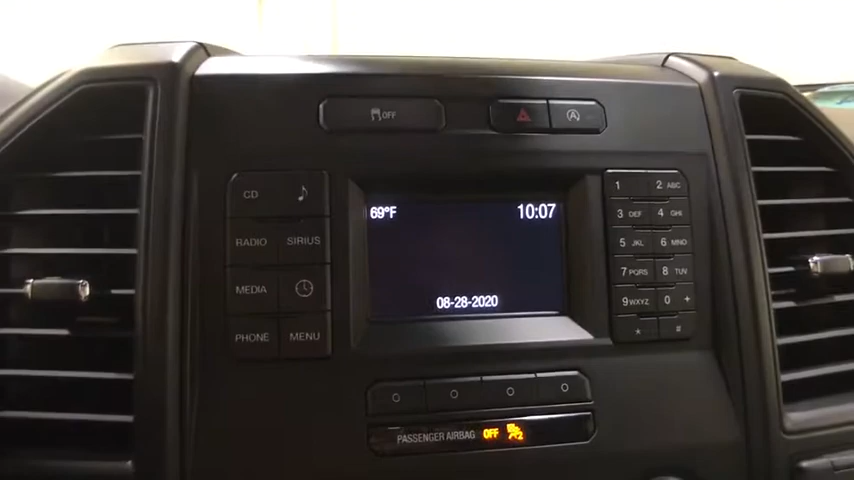 OFF
CD
RADIO SIRIUS
MEDIA
PHONE MENU
69°F 10:07
08-28-2020
1 2 ABC
3 DEF 4 GHI
5 JKL 6 MNO
7 PQRS 8 TUV
9 WXYZ 0 +
* #
PASSENGER AIRBAG OFF 2